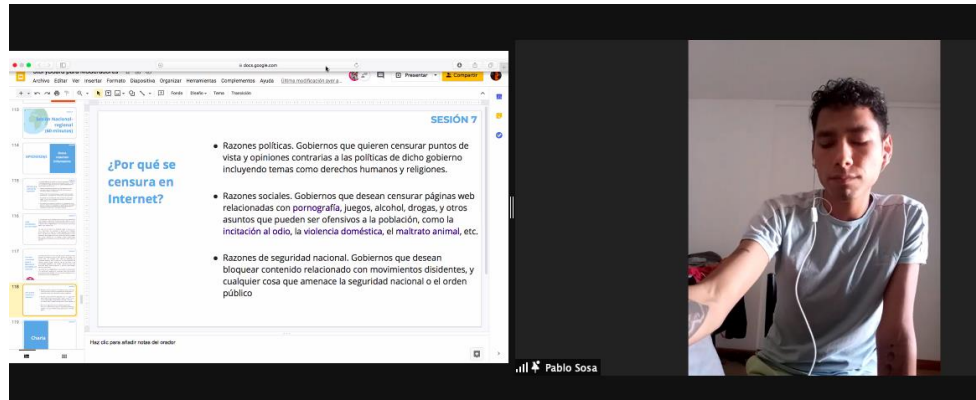 docs.google.com
Archivo Editar Ver Insertar Formato Diapositiva Organizar Herramientas Complementos Ayuda Última modificación
Presentar
Compartir
Fondo Diseño Tema Transición
SESIÓN 7
¿Por qué se
censura en
Internet?
● Razones políticas. Gobiernos que quieren censurar puntos de
vista y opiniones contrarias a las políticas de dicho gobierno
incluyendo temas como derechos humanos y religiones.
● Razones sociales. Gobiernos que desean censurar páginas web
relacionadas con pornografía, juegos, alcohol, drogas, y otros
asuntos que pueden ser ofensivos a la población, como la
incitación al odio, la violencia doméstica, el maltrato animal, etc.
● Razones de seguridad nacional. Gobiernos que desean
bloquear contenido relacionado con movimientos disidentes, y
cualquier cosa que amenace la seguridad nacional o el orden
público
Charla
Haz clic para añadir notas del orador
Pablo Sosa